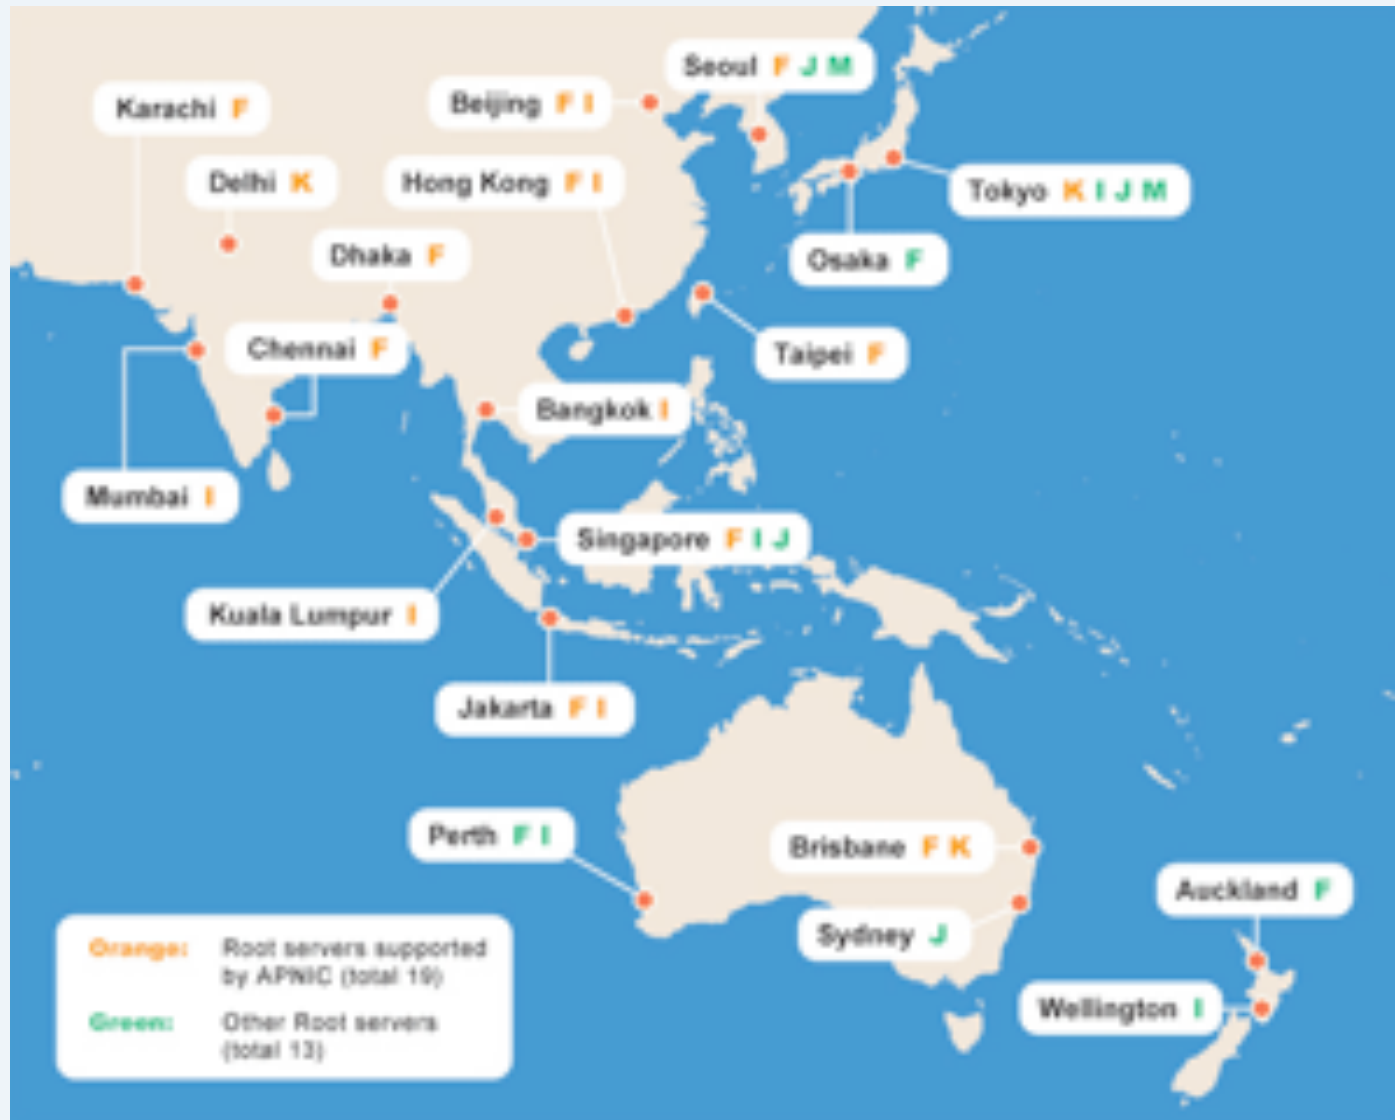 Seoul F J M
Beijing F I
Karachi F
Delhi K
Hong Kong F I
Tokyo K I J M
Dhaka F
Osaka F
Chennai F
Taipei F
Bangkok I
Mumbai I
Singapore F I J
Kuala Lumpur I
Jakarta F I
Perth F I
Brisbane F K
Auckland F
Sydney J
Wellington I
Orange: Root servers supported
by APNIC (total 19)
Green: Other Root servers
(total 13)